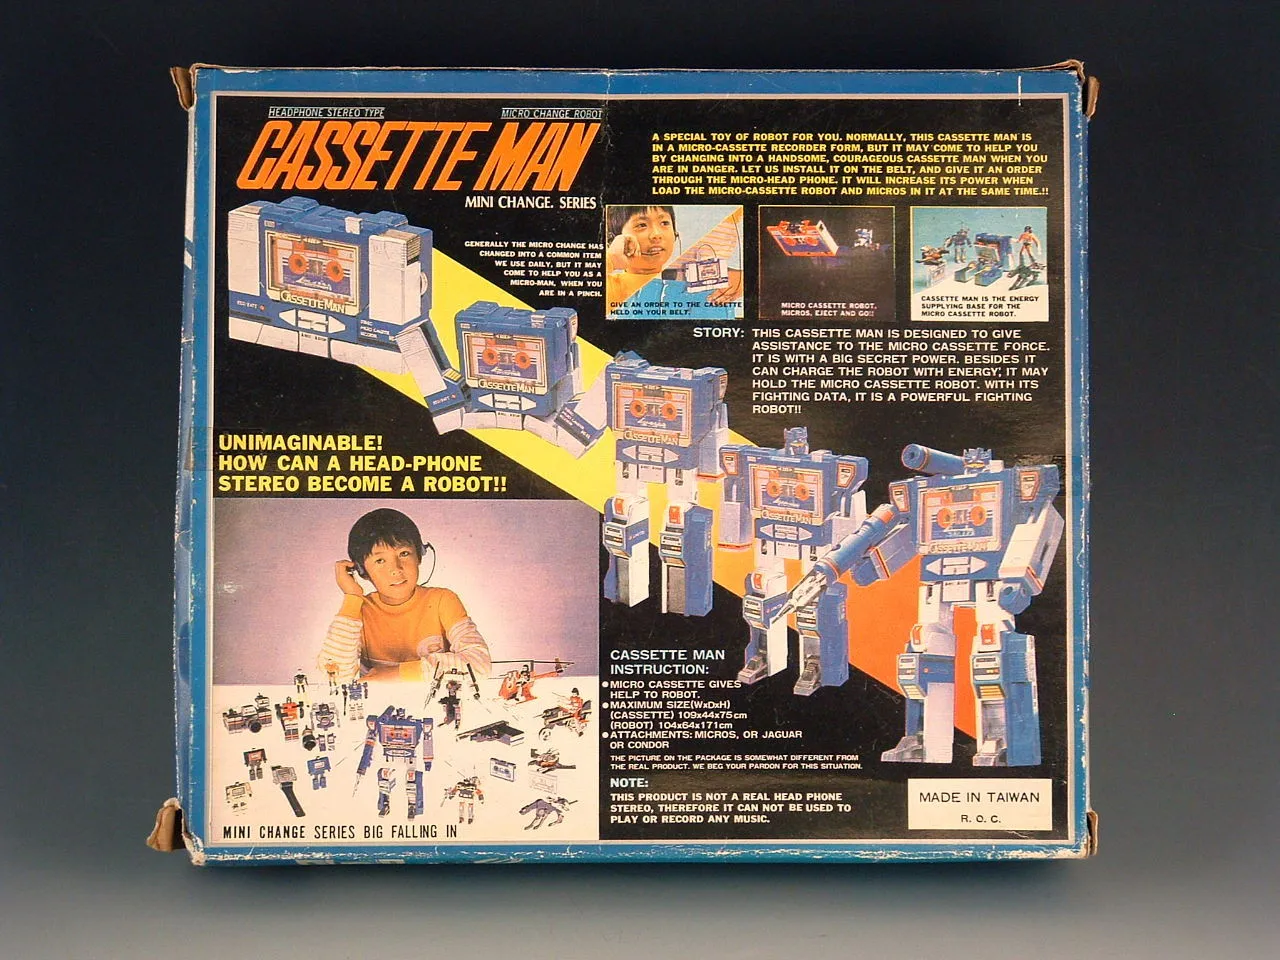 HEADPHONE STEREO TYPE
MICRO CHANGE ROBOT
CASSETTE MAN
MINI CHANGE. SERIES
GENERALLY THE MICRO CHANGE HAS
CHANGED INTO A COMMON ITEM
WE USE DAILY, BUT IT MAY
COME TO HELP YOU AS A
MICRO-MAN, WHEN YOU
ARE IN A PINCH.
A SPECIAL TOY OF ROBOT FOR YOU. NORMALLY, THIS CASSETTE MAN IS
IN A MICRO-CASSETTE RECORDER FORM, BUT IT MAY COME TO HELP YOU
BY CHANGING INTO A HANDSOME, COURAGEOUS CASSETTE MAN WHEN YOU
ARE IN DANGER. LET US INSTALL IT ON THE BELT, AND GIVE IT AN ORDER
THROUGH THE MICRO-HEAD PHONE. IT WILL INCREASE ITS POWER WHEN
LOAD THE MICRO-CASSETTE ROBOT AND MICROS IN IT AT THE SAME TIME.!!
GIVE AN ORDER TO THE CASSETTE
HELD ON YOUR BELT.
MICRO CASSETTE ROBOT,
MICROS, EJECT AND GO!!
CASSETTE MAN IS THE ENERGY
SUPPLYING BASE FOR THE
MICRO CASSETTE ROBOT.
STORY: THIS CASSETTE MAN IS DESIGNED TO GIVE
ASSISTANCE TO THE MICRO CASSETTE FORCE.
IT IS WITH A BIG SECRET POWER. BESIDES IT
CAN CHARGE THE ROBOT WITH ENERGY; IT MAY
HOLD THE MICRO CASSETTE ROBOT. WITH ITS
FIGHTING DATA, IT IS A POWERFUL FIGHTING
ROBOT!!
CASSETTE MAN
CASSETTE MAN
CASSETTE MAN
CASSETTE MAN
CASSETTE MAN
UNIMAGINABLE!
HOW CAN A HEAD-PHONE
STEREO BECOME A ROBOT!!
MINI CHANGE SERIES BIG FALLING IN
CASSETTE MAN
INSTRUCTION:
●MICRO CASSETTE GIVES
HELP TO ROBOT.
●MAXIMUM SIZE(WxDxH)
(CASSETTE) 109x44x75cm
(ROBOT) 104x64x171cm
●ATTACHMENTS: MICROS, OR JAGUAR
OR CONDOR
THE PICTURE ON THE PACKAGE IS SOMEWHAT DIFFERENT FROM
THE REAL PRODUCT. WE BEG YOUR PARDON FOR THIS SITUATION.
NOTE:
THIS PRODUCT IS NOT A REAL HEAD PHONE
STEREO, THEREFORE IT CAN NOT BE USED TO
PLAY OR RECORD ANY MUSIC.
MADE IN TAIWAN
R. O. C.